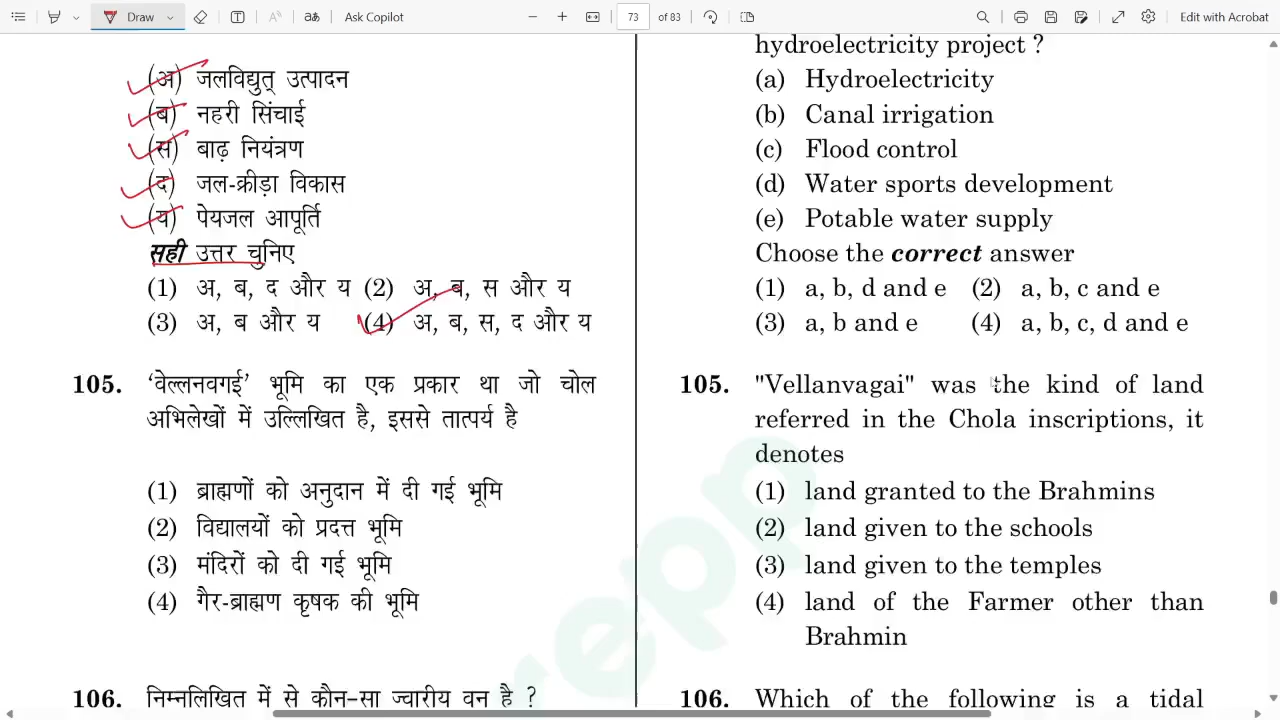 Draw
Ask Copilot
73 of 83
Edit with Acrobat
(अ) जलविद्युत् उत्पादन
(ब) नहरी सिंचाई
(स) बाढ़ नियंत्रण
(द) जल-क्रीड़ा विकास
(य) पेयजल आपूर्ति
सही उत्तर चुनिए
(1) अ, ब, द और य (2) अ, ब, स और य
(3) अ, ब और य (4) अ, ब, स, द और य
105. ‘वेल्लनवगई’ भूमि का एक प्रकार था जो चोल
अभिलेखों में उल्लिखित है, इससे तात्पर्य है
(1) ब्राह्मणों को अनुदान में दी गई भूमि
(2) विद्यालयों को प्रदत्त भूमि
(3) मंदिरों को दी गई भूमि
(4) गैर-ब्राह्मण कृषक की भूमि
106. निम्नलिखित में से कौन-सा ज्वारीय वन है ?
hydroelectricity project ?
(a) Hydroelectricity
(b) Canal irrigation
(c) Flood control
(d) Water sports development
(e) Potable water supply
Choose the correct answer
(1) a, b, d and e (2) a, b, c and e
(3) a, b and e (4) a, b, c, d and e
105. "Vellanvagai" was the kind of land
referred in the Chola inscriptions, it
denotes
(1) land granted to the Brahmins
(2) land given to the schools
(3) land given to the temples
(4) land of the Farmer other than
Brahmin
106. Which of the following is a tidal